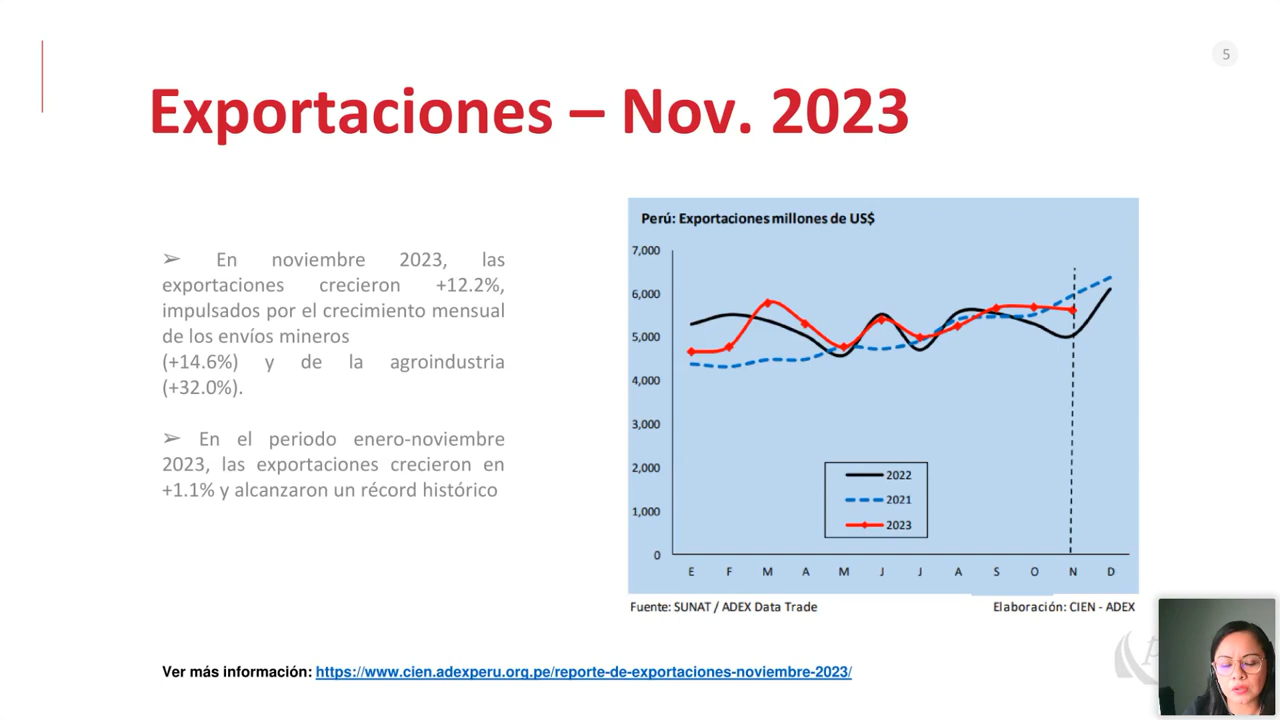 5
Exportaciones – Nov. 2023
➢ En noviembre 2023, las
exportaciones crecieron +12.2%,
impulsados por el crecimiento mensual
de los envíos mineros
(+14.6%) y de la agroindustria
(+32.0%).
➢ En el periodo enero-noviembre
2023, las exportaciones crecieron en
+1.1% y alcanzaron un récord histórico
Perú: Exportaciones millones de US$
7,000
6,000
5,000
4,000
3,000
2,000
1,000
0
2022
2021
2023
E F M A M J J A S O N D
Fuente: SUNAT / ADEX Data Trade
Elaboración: CIEN - ADEX
Ver más información: https://www.cien.adexperu.org.pe/reporte-de-exportaciones-noviembre-2023/